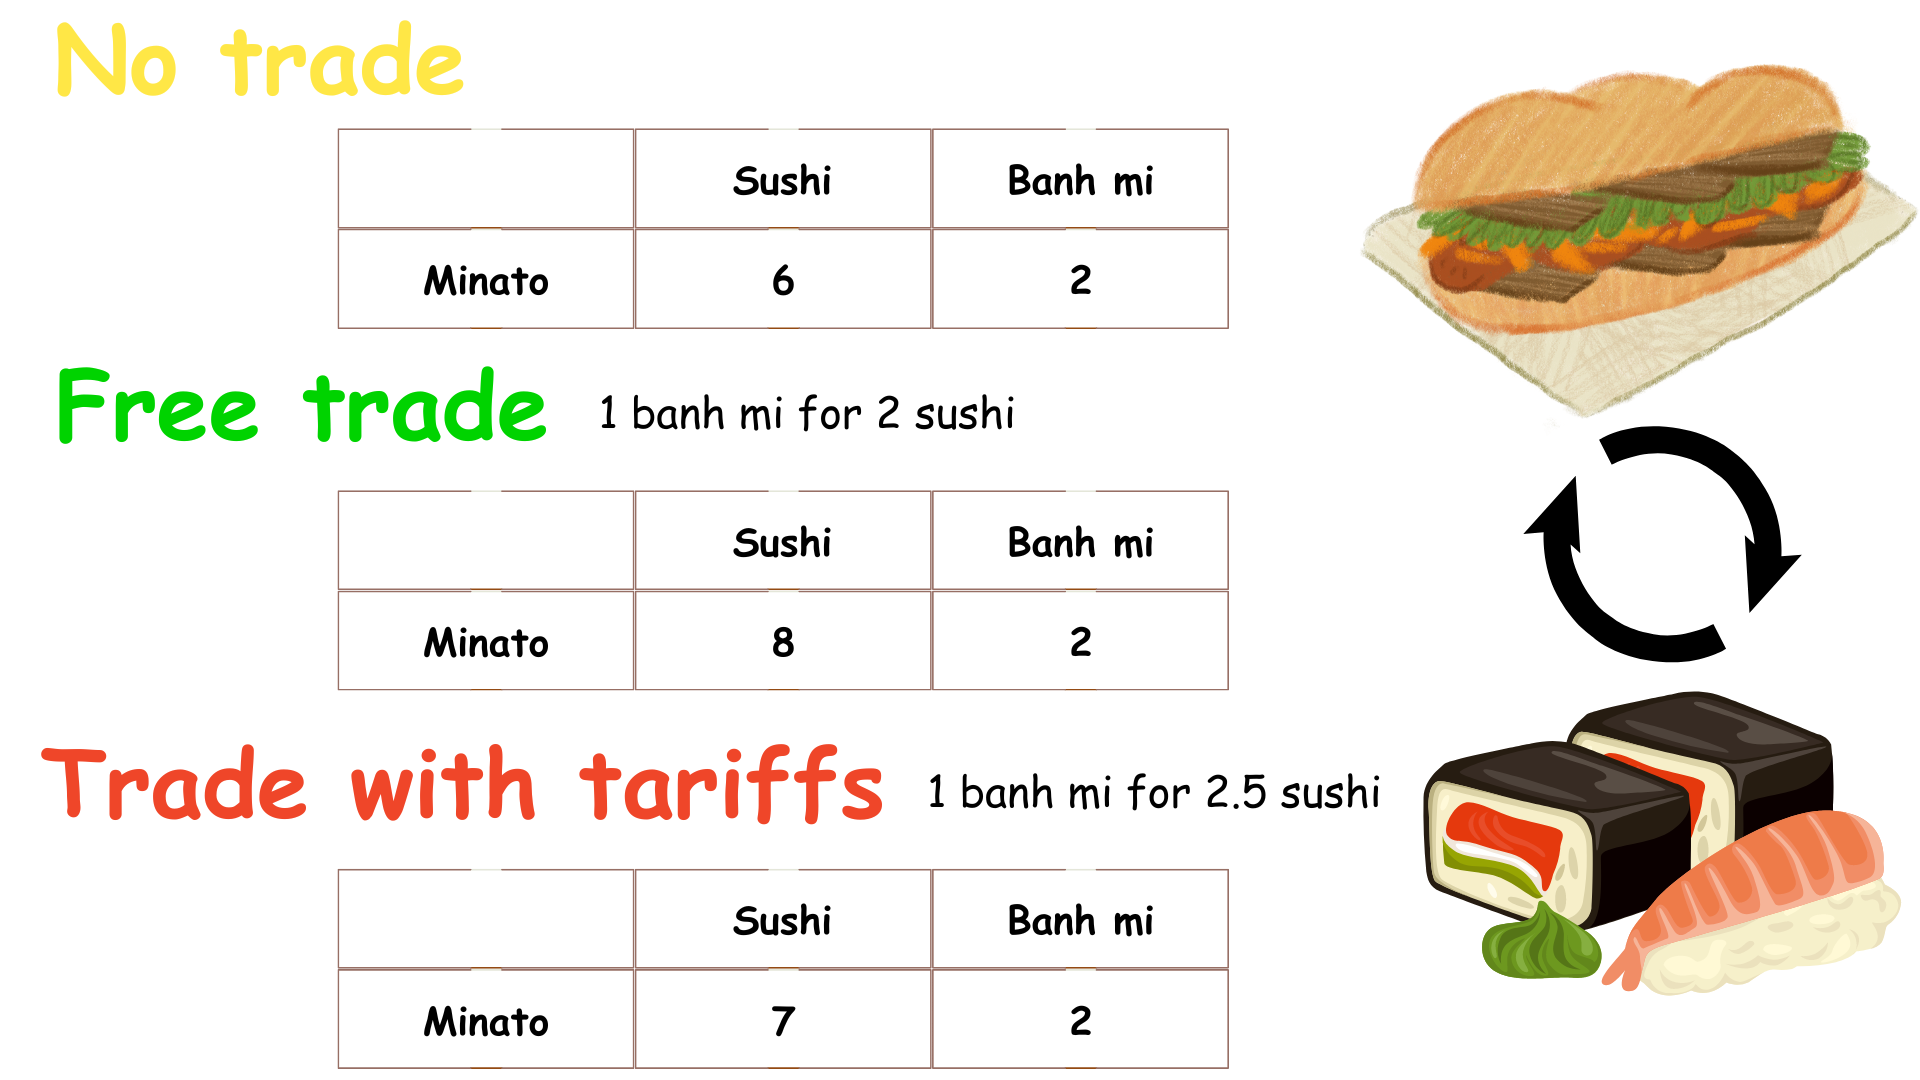 No trade
Sushi Banh mi
Minato 6 2
Free trade 1 banh mi for 2 sushi
Sushi Banh mi
Minato 8 2
Trade with tariffs 1 banh mi for 2.5 sushi
Sushi Banh mi
Minato 7 2